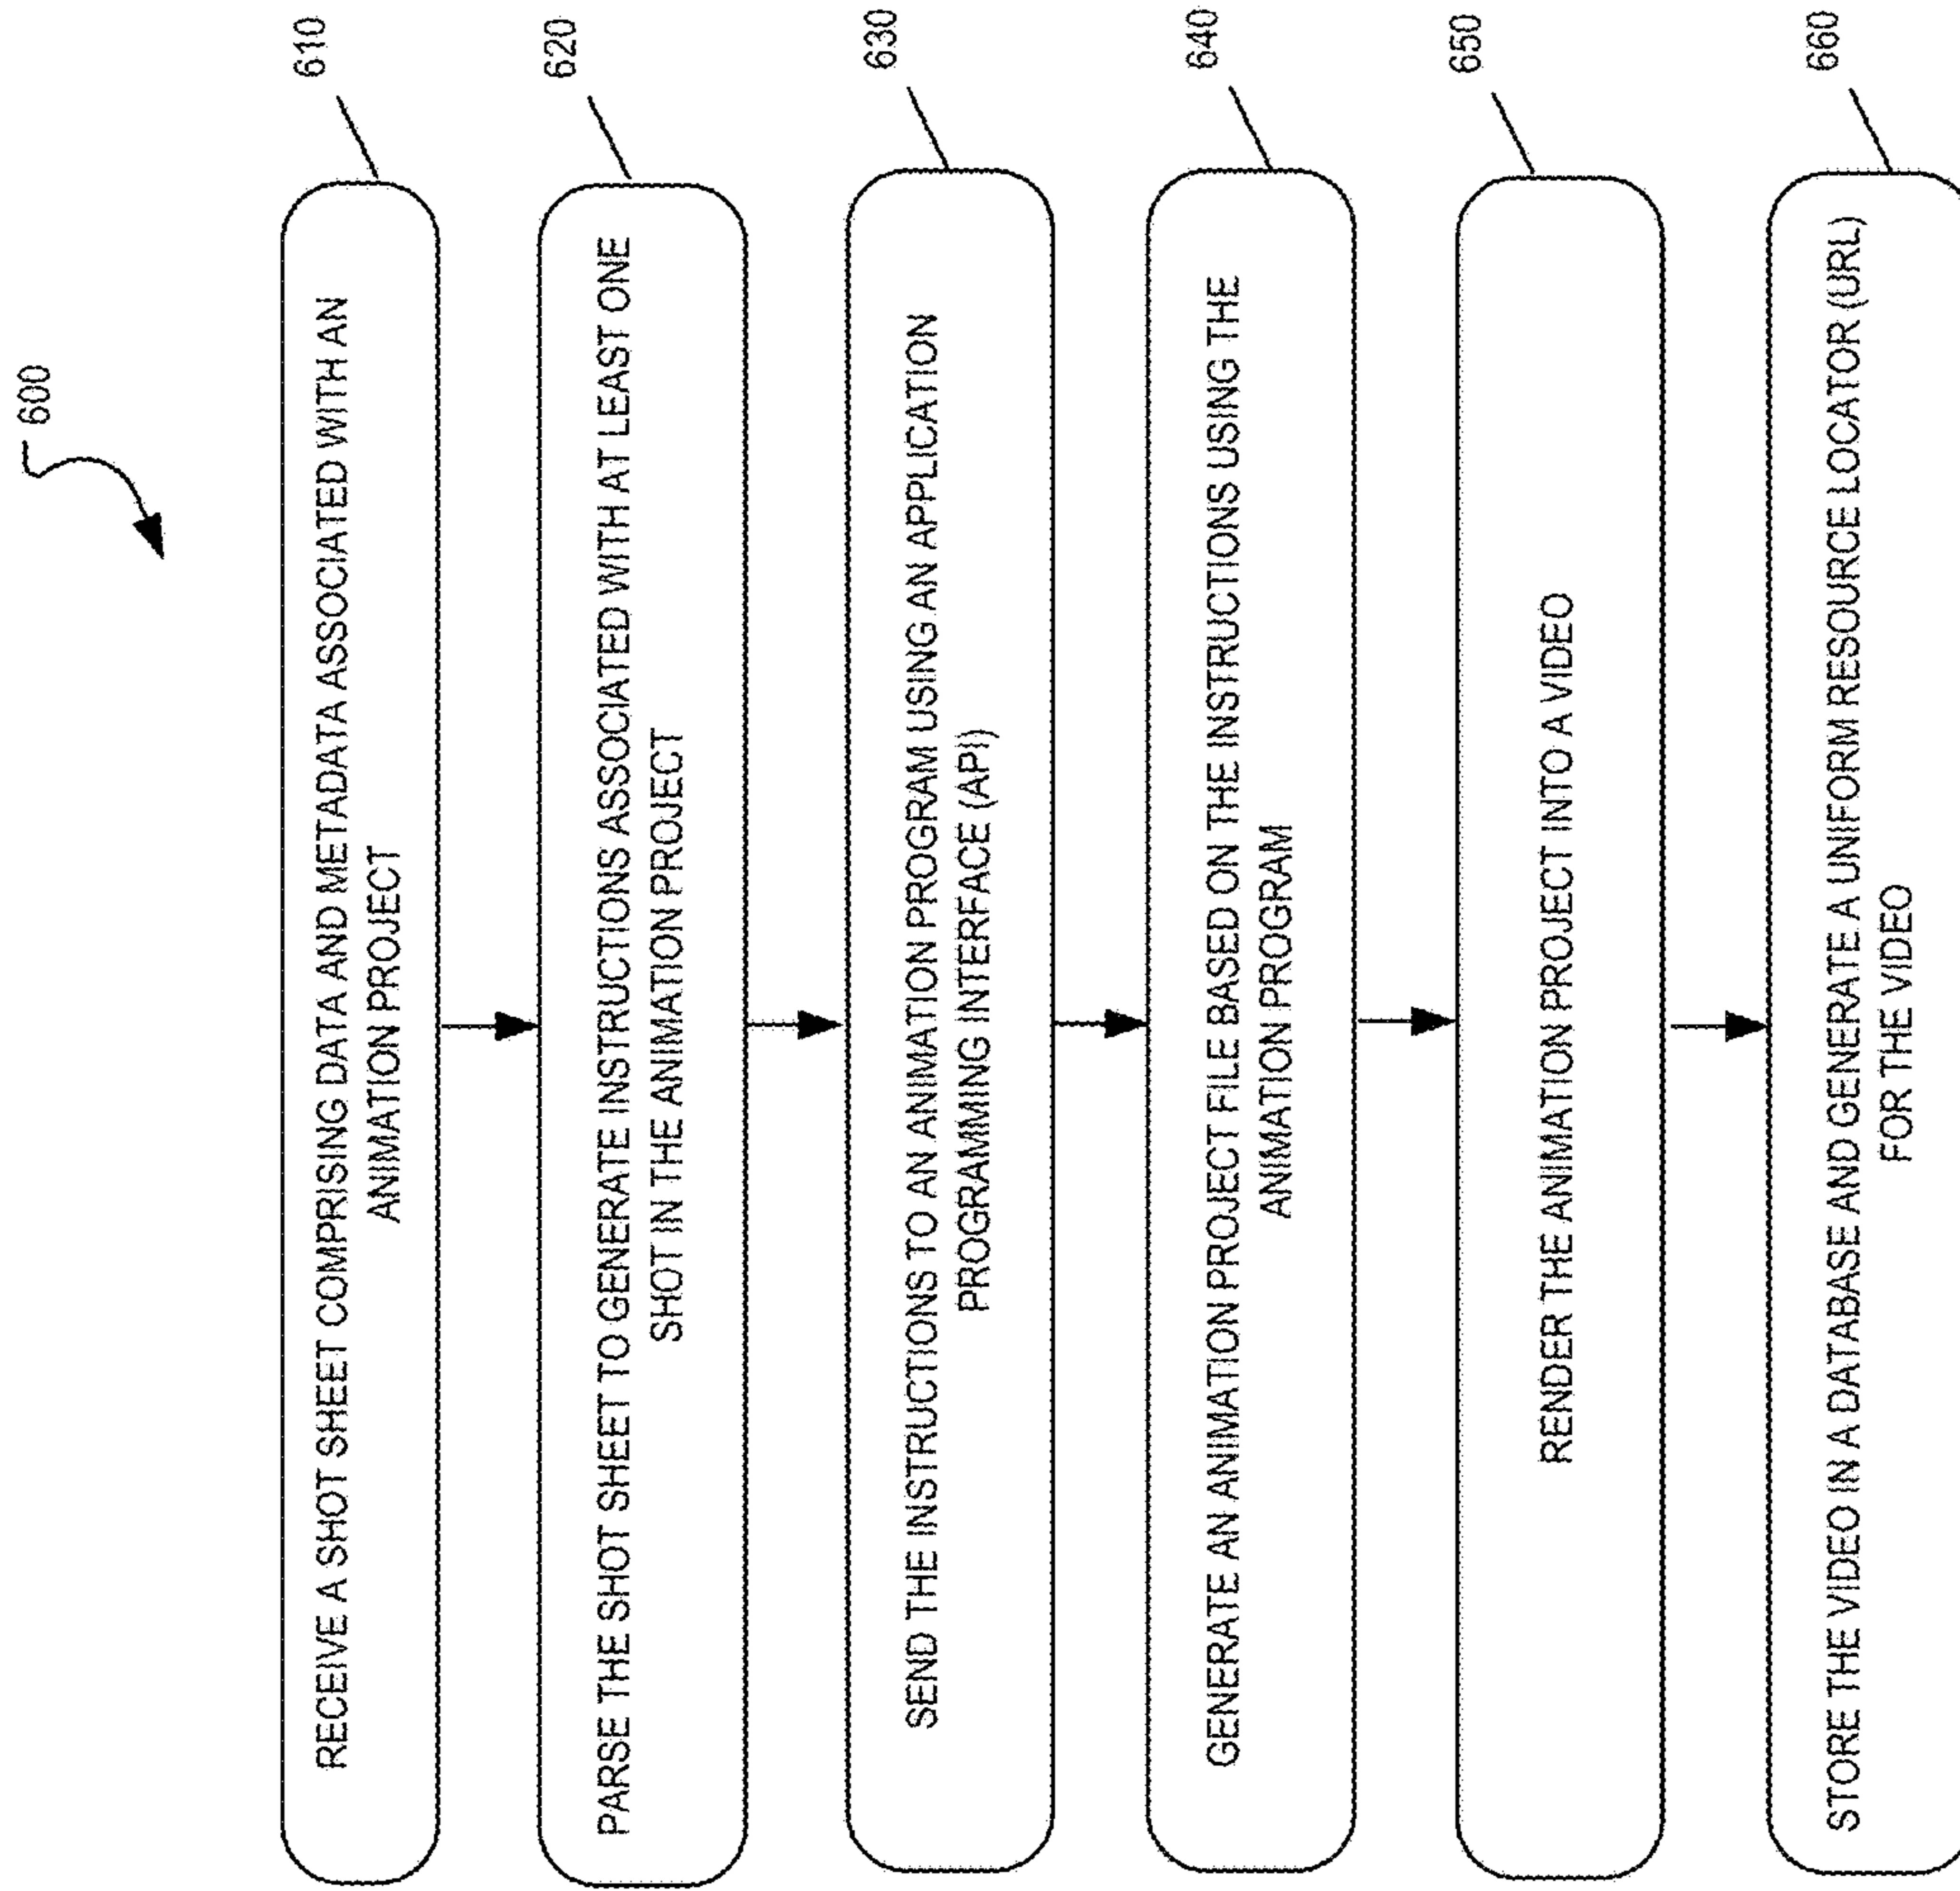 600
610
RECEIVE A SHOT SHEET COMPRISING DATA AND METADATA ASSOCIATED WITH AN
ANIMATION PROJECT
620
PARSE THE SHOT SHEET TO GENERATE INSTRUCTIONS ASSOCIATED WITH AT LEAST ONE
SHOT IN THE ANIMATION PROJECT
630
SEND THE INSTRUCTIONS TO AN ANIMATION PROGRAM USING AN APPLICATION
PROGRAMMING INTERFACE (API)
640
GENERATE AN ANIMATION PROJECT FILE BASED ON THE INSTRUCTIONS USING THE
ANIMATION PROGRAM
650
RENDER THE ANIMATION PROJECT INTO A VIDEO
660
STORE THE VIDEO IN A DATABASE AND GENERATE A UNIFORM RESOURCE LOCATOR (URL)
FOR THE VIDEO